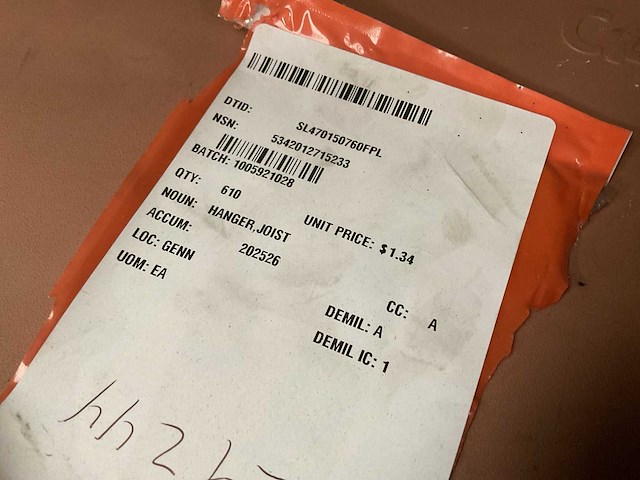 DTID: SL470150760FPL
NSN: 5342012715233
BATCH: 1005921028
QTY: 610 UNIT PRICE: $1.34
NOUN: HANGER,JOIST
ACCUM: 202526
LOC: GENN CC: A
UOM: EA DEMIL: A
DEMIL IC: 1